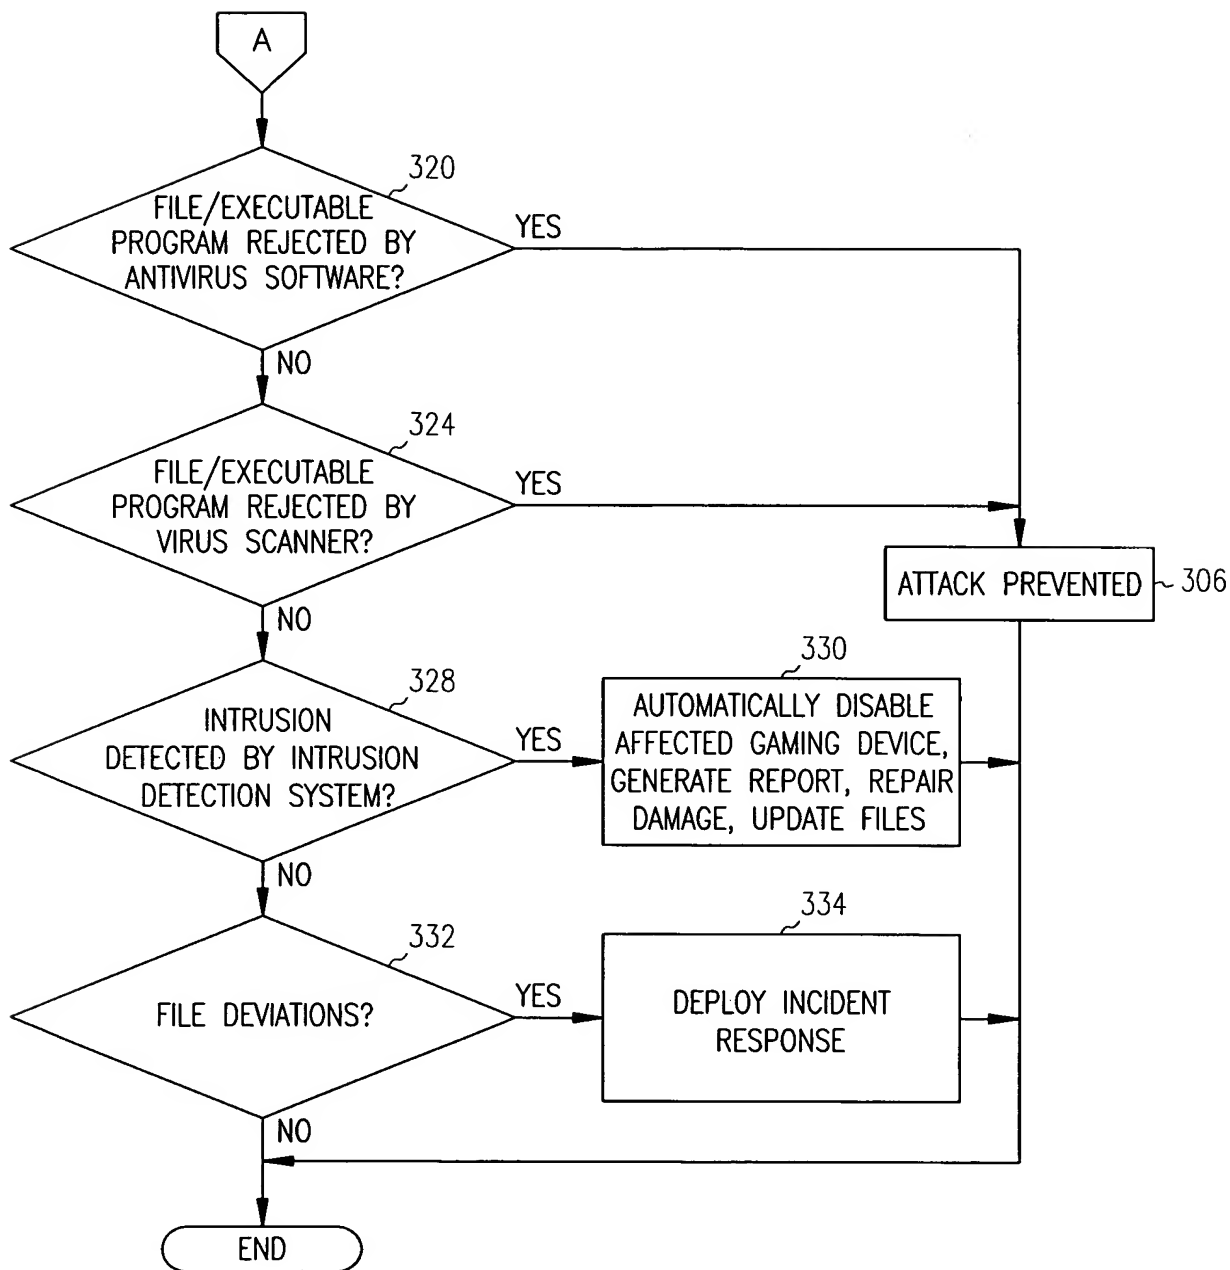 A
320
FILE/EXECUTABLE
PROGRAM REJECTED BY
ANTIVIRUS SOFTWARE?
YES
NO
324
FILE/EXECUTABLE
PROGRAM REJECTED BY
VIRUS SCANNER?
YES
ATTACK PREVENTED
306
NO
328
INTRUSION
DETECTED BY INTRUSION
DETECTION SYSTEM?
YES
330
AUTOMATICALLY DISABLE
AFFECTED GAMING DEVICE,
GENERATE REPORT, REPAIR
DAMAGE, UPDATE FILES
NO
332
FILE DEVIATIONS?
YES
334
DEPLOY INCIDENT
RESPONSE
NO
END